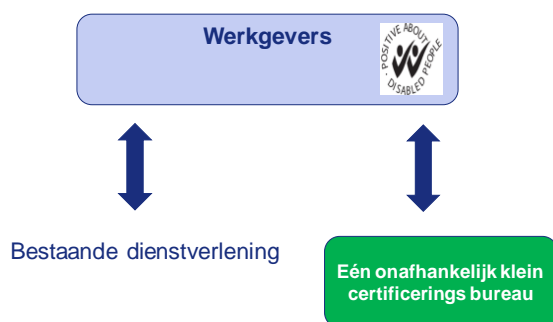 Werkgevers
POSITIVE ABOUT
DISABLED PEOPLE
Bestaande dienstverlening
Eén onafhankelijk klein
certificerings bureau